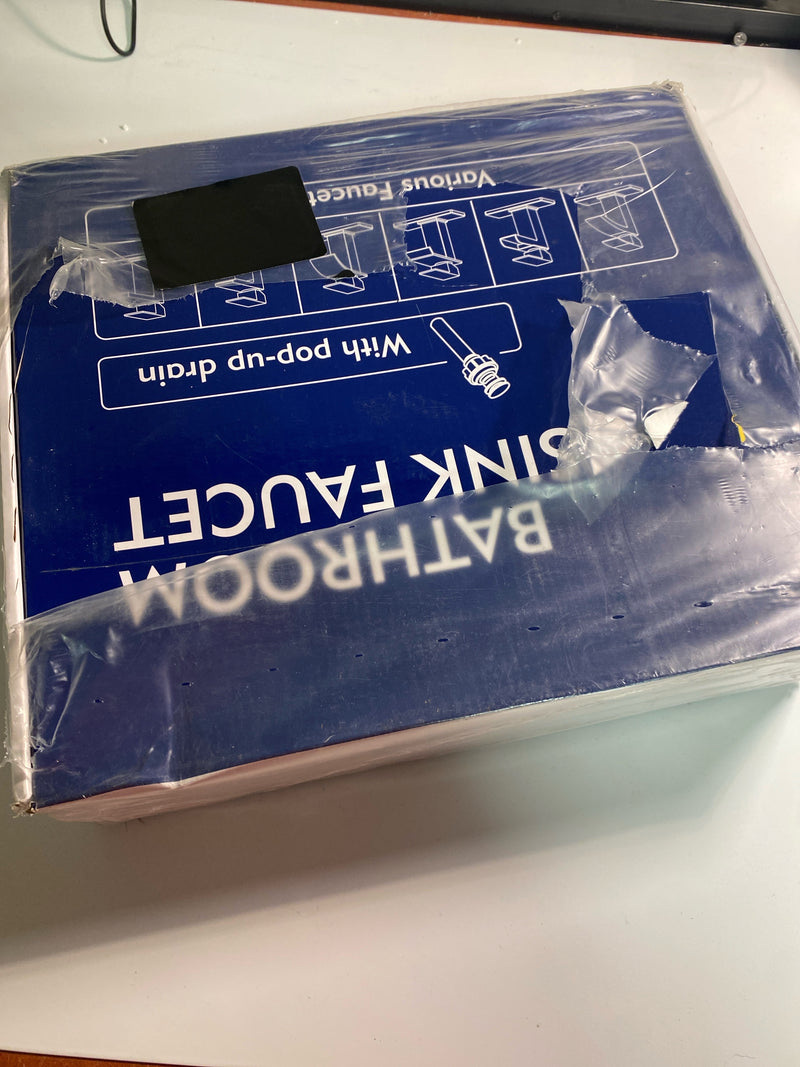 BATHROOM
SINK FAUCET
With pop-up drain
Various Faucet